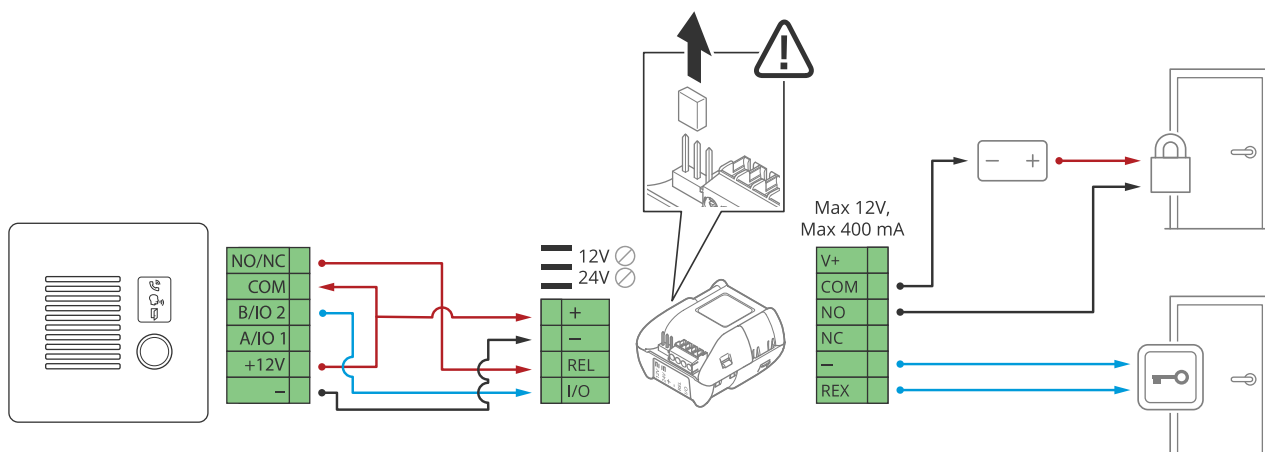 NO/NC
COM
B/IO 2
A/IO 1
+12V
–
12V
24V
+
–
REL
I/O
– +
Max 12V,
Max 400 mA
V+
COM
NO
NC
–
REX